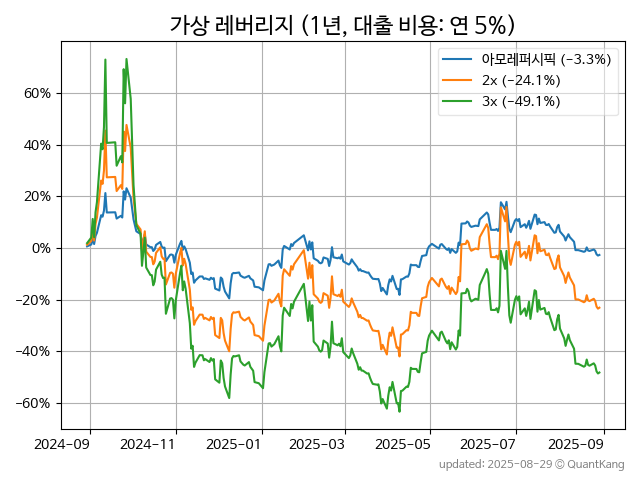 가상 레버리지 (1년, 대출 비용: 연 5%)
아모레퍼시픽 (−3.3%)
2x (−24.1%)
3x (−49.1%)
60%
40%
20%
0%
−20%
−40%
−60%
2024-09
2024-11
2025-01
2025-03
2025-05
2025-07
2025-09
updated: 2025-08-29 © QuantKang